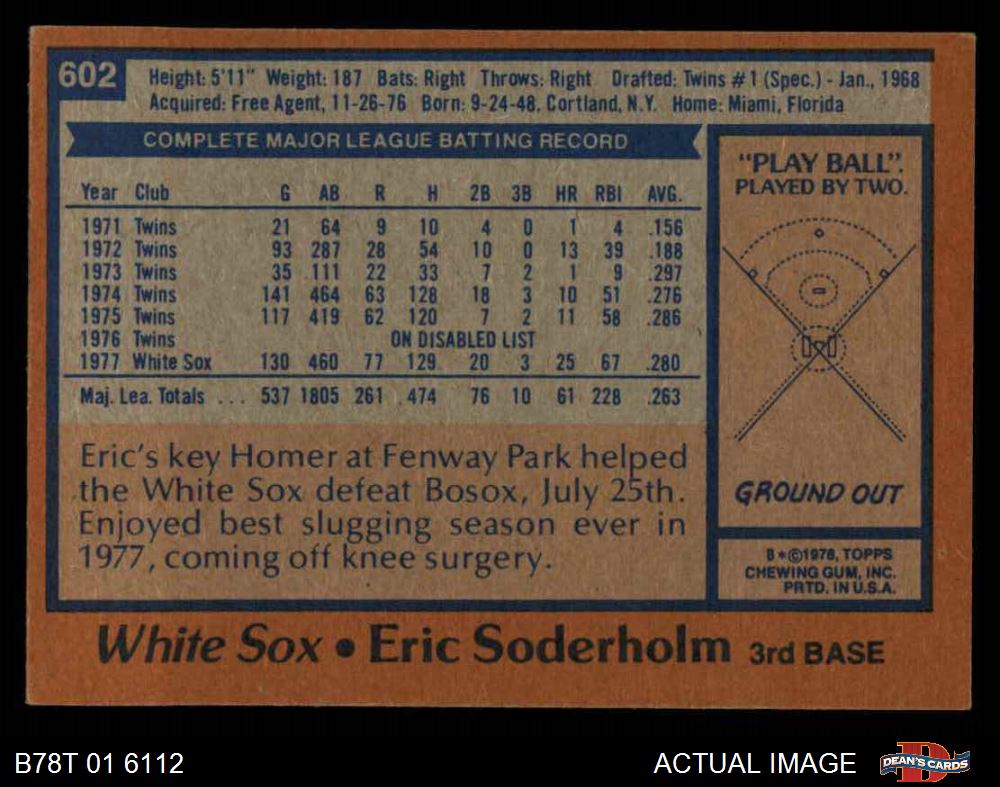 602
Height: 5'11" Weight: 187 Bats: Right Throws: Right Drafted: Twins #1 (Spec.) - Jan., 1968
Acquired: Free Agent, 11-26-76 Born: 9-24-48, Cortland, N.Y. Home: Miami, Florida
COMPLETE MAJOR LEAGUE BATTING RECORD
Year Club G AB R H 2B 3B HR RBI AVG.
1971 Twins 21 64 9 10 4 0 1 4 .156
1972 Twins 93 287 28 54 10 0 13 39 .188
1973 Twins 35 111 22 33 7 2 1 9 .297
1974 Twins 141 464 63 128 18 3 10 51 .276
1975 Twins 117 419 62 120 7 2 11 58 .286
1976 Twins ON DISABLED LIST
1977 White Sox 130 460 77 129 20 3 25 67 .280
Maj. Lea. Totals ... 537 1805 261 474 76 10 61 228 .263
Eric's key Homer at Fenway Park helped
the White Sox defeat Bosox, July 25th.
Enjoyed best slugging season ever in
1977, coming off knee surgery.
"PLAY BALL".
PLAYED BY TWO.
GROUND OUT
B*©1978, TOPPS
CHEWING GUM, INC.
PRTD. IN U.S.A.
White Sox • Eric Soderholm 3rd BASE
B78T 01 6112
ACTUAL IMAGE
D
DEAN'S CARDS